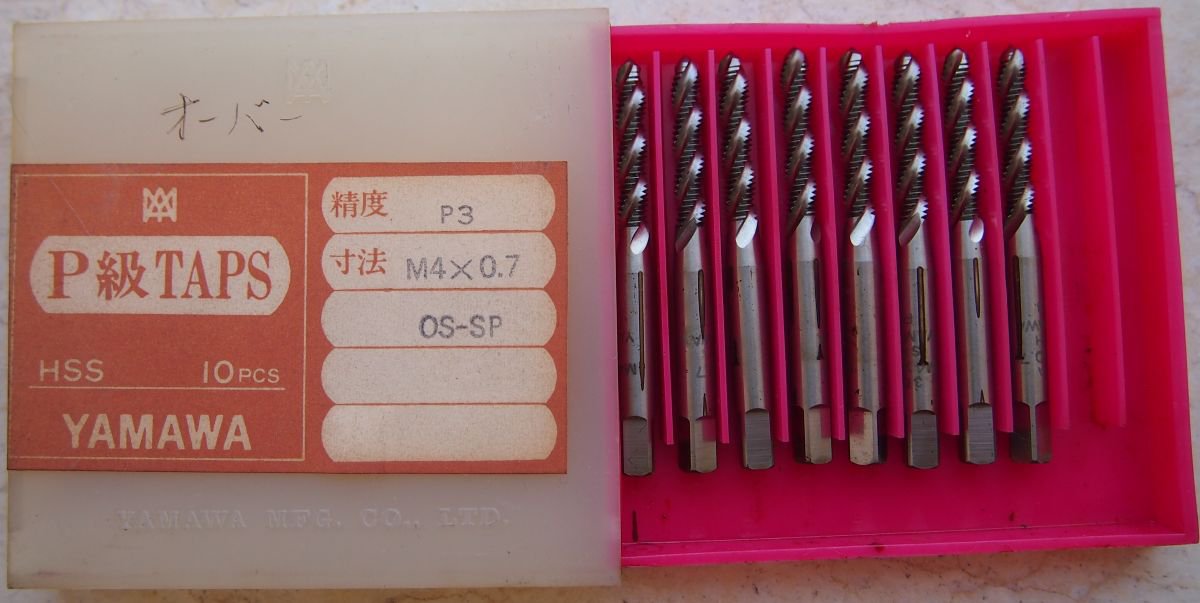 オーバー
P級TAPS
HSS 10PCS
YAMAWA
精度 P3
寸法 M4×0.7
OS-SP
YAMAWA MFG. CO., LTD.